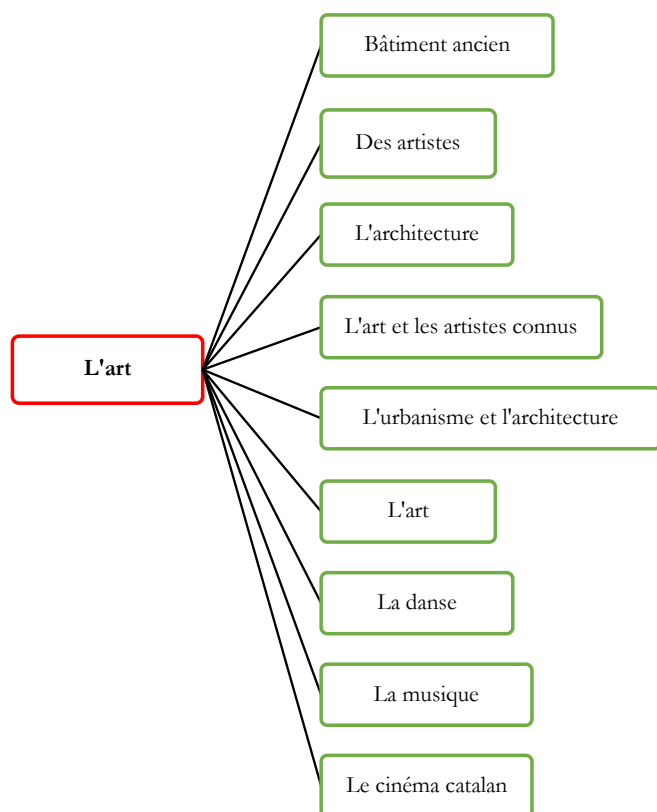 Bâtiment ancien
Des artistes
L'architecture
L'art et les artistes connus
L'art
L'urbanisme et l'architecture
L'art
La danse
La musique
Le cinéma catalan